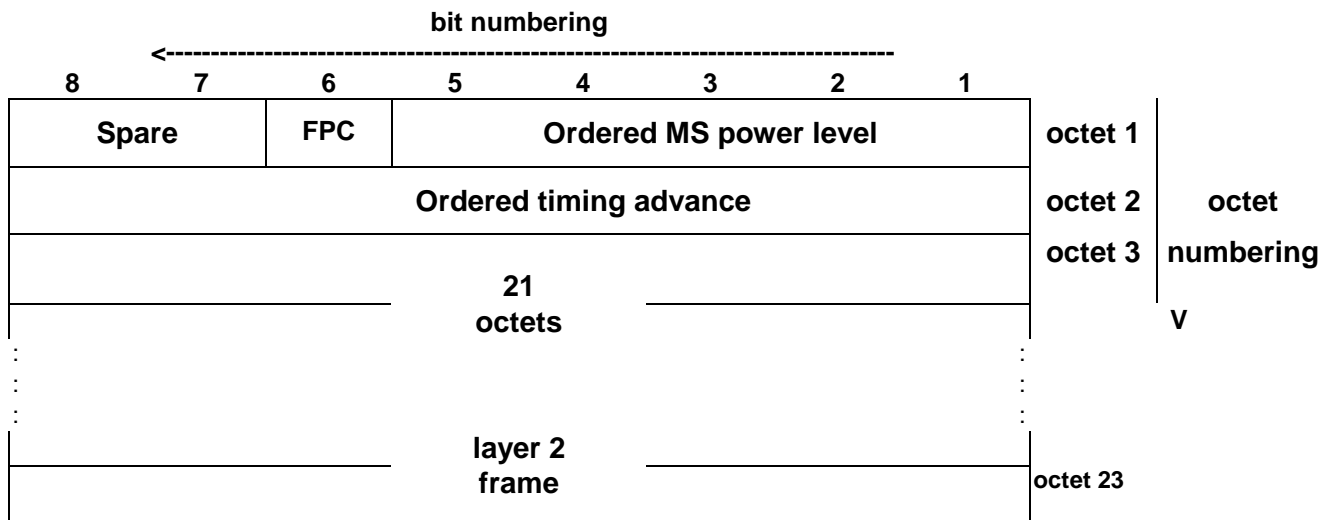 bit numbering
<--------------------------------------------------------------------------------
8 7 6 5 4 3 2 1
Spare FPC Ordered MS power level octet 1
Ordered timing advance octet 2 octet
octet 3 numbering
21
octets V
:  :
:  :
:  :
layer 2
frame octet 23